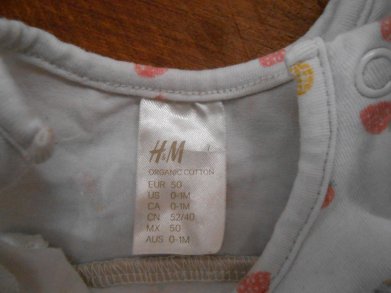 H&M
ORGANIC COTTON
EUR 50
US 0-1M
CA 0-1M
CN 52/40
MX 50
AUS 0-1M